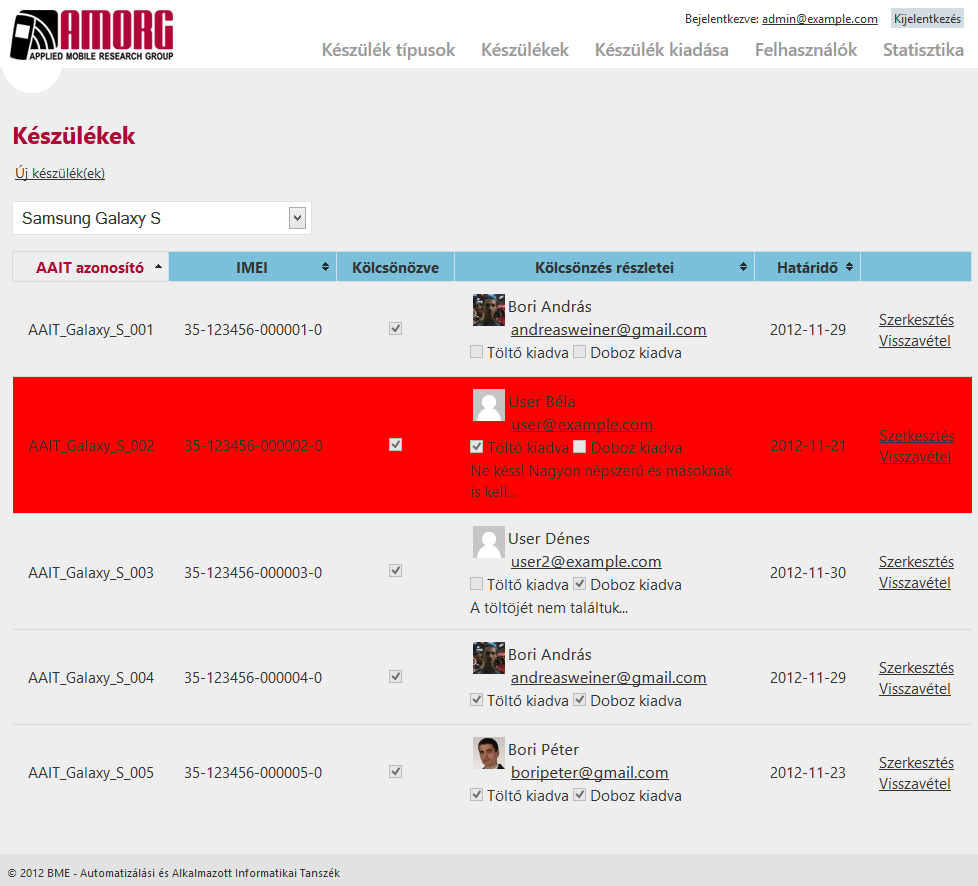 AMORG
APPLIED MOBILE RESEARCH GROUP
Bejelentkezve: admin@example.com Kijelentkezés
Készülék típusok Készülékek Készülék kiadása Felhasználók Statisztika
Készülékek
Új készülék(ek)
Samsung Galaxy S
AAIT azonosító IMEI Kölcsönözve Kölcsönzés részletei Határidő
Bori András
AAIT_Galaxy_S_001 35-123456-000001-0 andreasweiner@gmail.com 2012-11-29 Szerkesztés
Visszavétel
Töltő kiadva Doboz kiadva
User Béla
user@example.com
AAIT_Galaxy_S_002 35-123456-000002-0 Töltő kiadva Doboz kiadva 2012-11-21 Szerkesztés
Visszavétel
Ne késs! Nagyon népszerű és másoknak
is kell...
User Dénes
user2@example.com
AAIT_Galaxy_S_003 35-123456-000003-0 Töltő kiadva Doboz kiadva 2012-11-30 Szerkesztés
Visszavétel
A töltőjét nem találtuk...
Bori András
AAIT_Galaxy_S_004 35-123456-000004-0 andreasweiner@gmail.com 2012-11-29 Szerkesztés
Visszavétel
Töltő kiadva Doboz kiadva
Bori Péter
AAIT_Galaxy_S_005 35-123456-000005-0 boripeter@gmail.com 2012-11-23 Szerkesztés
Visszavétel
Töltő kiadva Doboz kiadva
© 2012 BME - Automatizálási és Alkalmazott Informatikai Tanszék